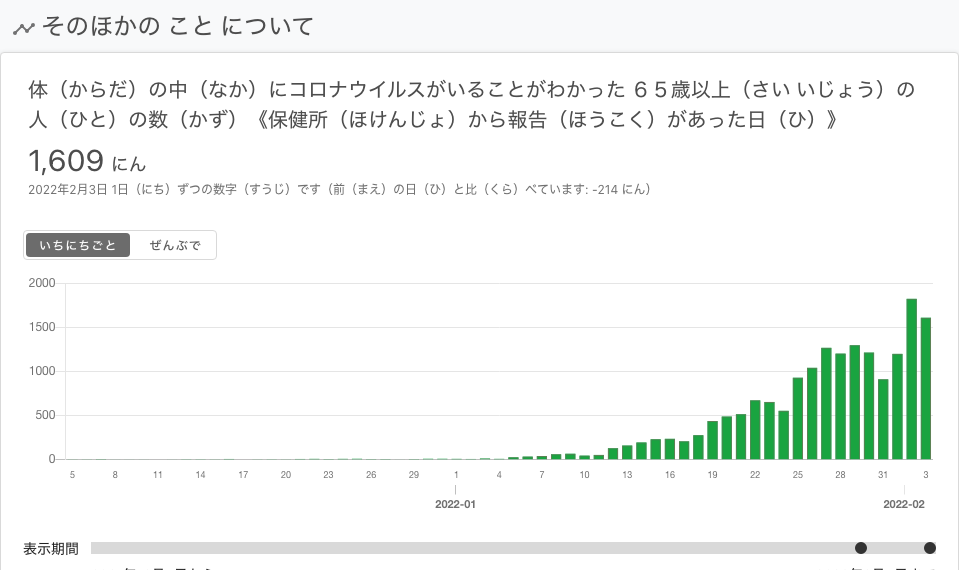 そのほかの こと について
体（からだ）の中（なか）にコロナウイルスがいることがわかった ６５歳以上（さい いじょう）の
人（ひと）の数（かず）《保健所（ほけんじょ）から報告（ほうこく）があった日（ひ）》
1,609 にん
2022年2月3日 1日（にち）ずつの数字（すうじ）です（前（まえ）の日（ひ）と比（くら）べています: -214 にん）
いちにちごと ぜんぶで
2000
1500
1000
500
0
5 8 11 14 17 20 23 26 29 1 4 7 10 13 16 19 22 25 28 31 3
2022-01 2022-02
表示期間